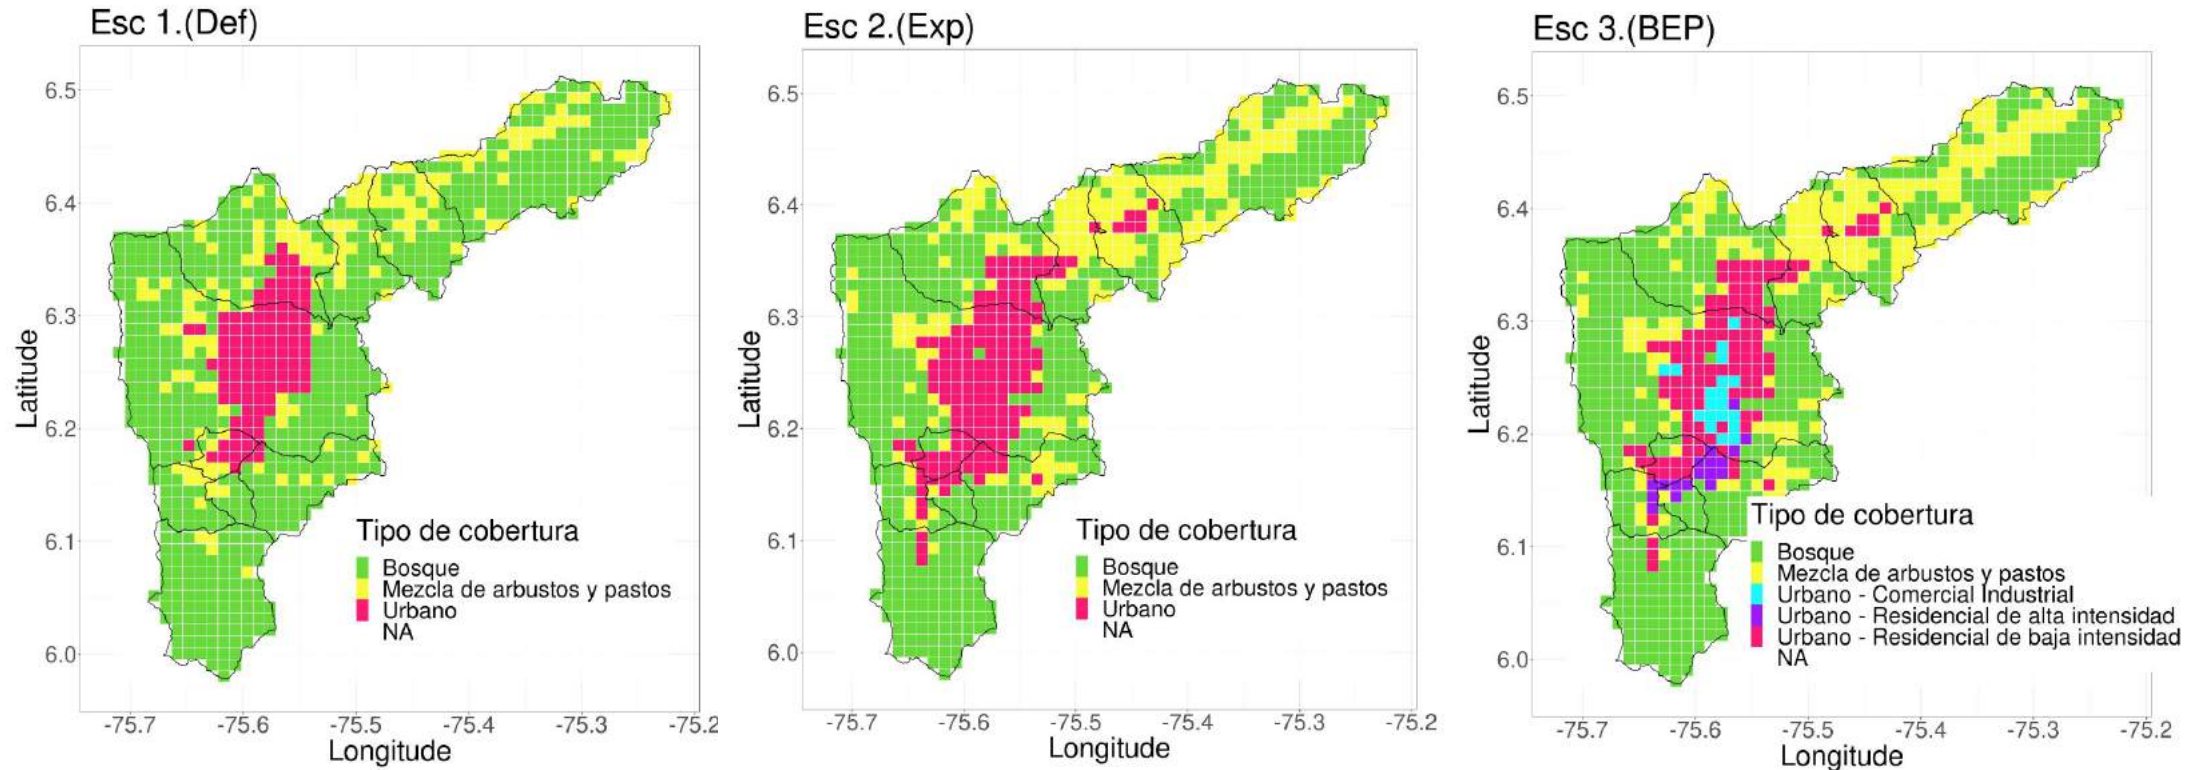 Esc 1.(Def)
Latitude
6.5
6.4
6.3
6.2
6.1
6.0
Tipo de cobertura
Bosque
Mezcla de arbustos y pastos
Urbano
NA
-75.7
-75.6
-75.5
-75.4
-75.3
-75.2
Longitude
Esc 2.(Exp)
Latitude
6.5
6.4
6.3
6.2
6.1
6.0
Tipo de cobertura
Bosque
Mezcla de arbustos y pastos
Urbano
NA
-75.7
-75.6
-75.5
-75.4
-75.3
-75.2
Longitude
Esc 3.(BEP)
Latitude
6.5
6.4
6.3
6.2
6.1
6.0
Tipo de cobertura
Bosque
Mezcla de arbustos y pastos
Urbano - Comercial Industrial
Urbano - Residencial de alta intensidad
Urbano - Residencial de baja intensidad
NA
-75.7
-75.6
-75.5
-75.4
-75.3
-75.2
Longitude